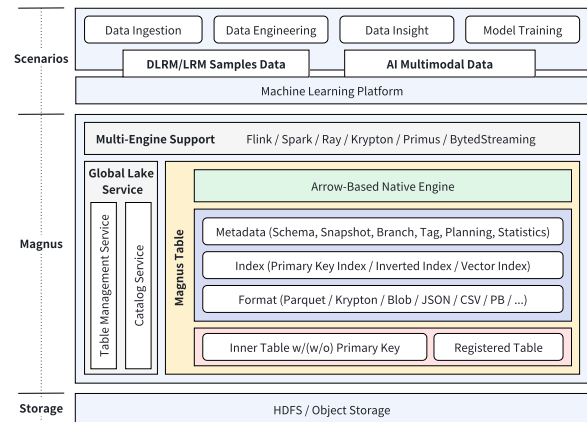 Scenarios
Data Ingestion
Data Engineering
Data Insight
Model Training
DLRM/LRM Samples Data
AI Multimodal Data
Machine Learning Platform
Magnus
Multi-Engine Support
Flink / Spark / Ray / Krypton / Primus / BytedStreaming
Global Lake
Service
Table Management Service
Catalog Service
Magnus Table
Arrow-Based Native Engine
Metadata (Schema, Snapshot, Branch, Tag, Planning, Statistics)
Index (Primary Key Index / Inverted Index / Vector Index)
Format (Parquet / Krypton / Blob / JSON / CSV / PB / ...)
Inner Table w/(w/o) Primary Key
Registered Table
Storage
HDFS / Object Storage